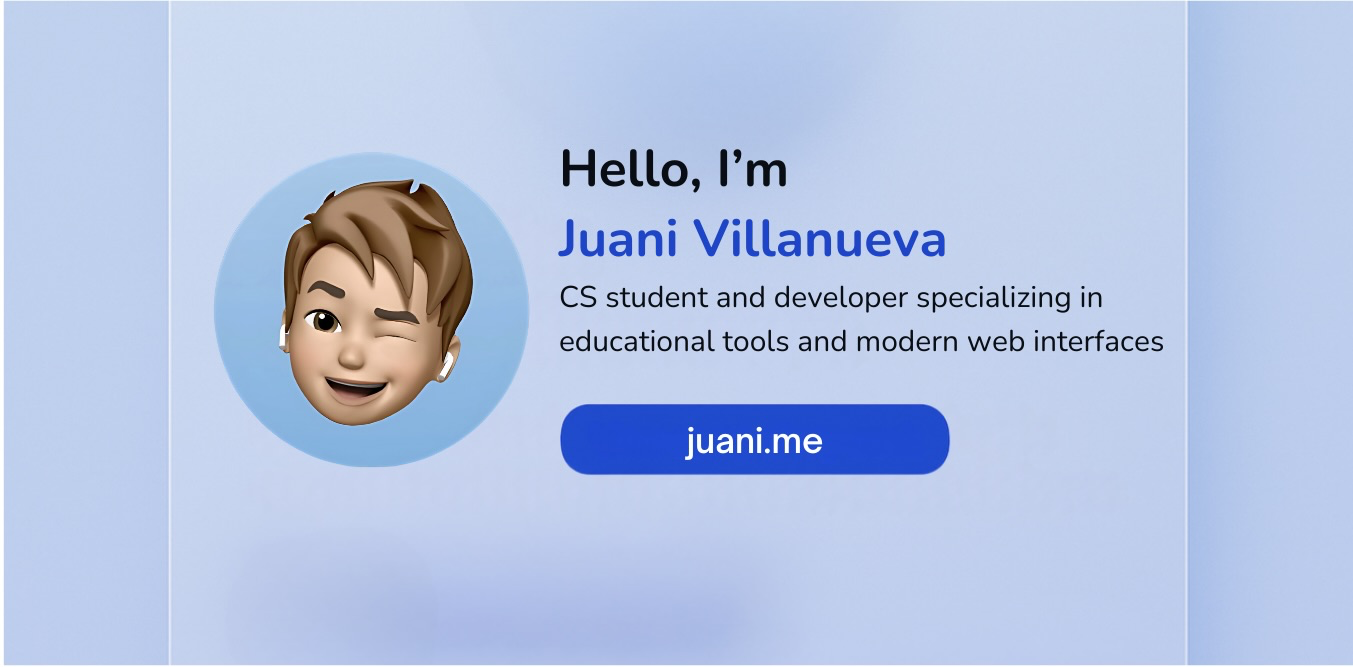 Hello, I’m
Juani Villanueva
CS student and developer specializing in
educational tools and modern web interfaces
juani.me